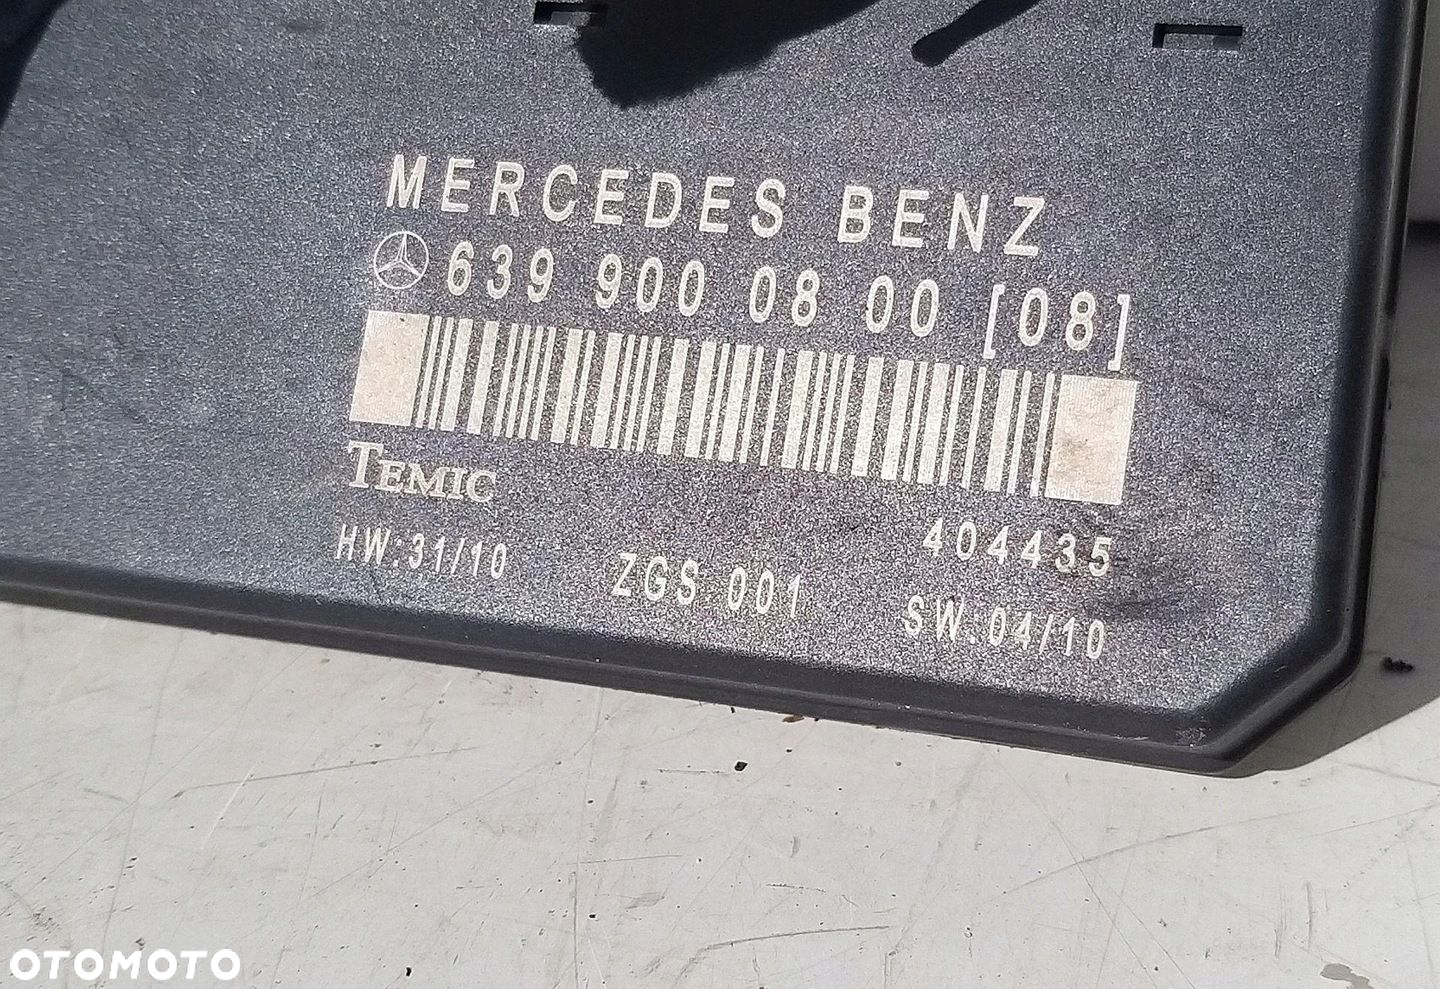 MERCEDES BENZ
639 900 08 00 [08]
TEMIC
404435
HW:31/10 ZGS 001 SW:04/10
OTOMOTO